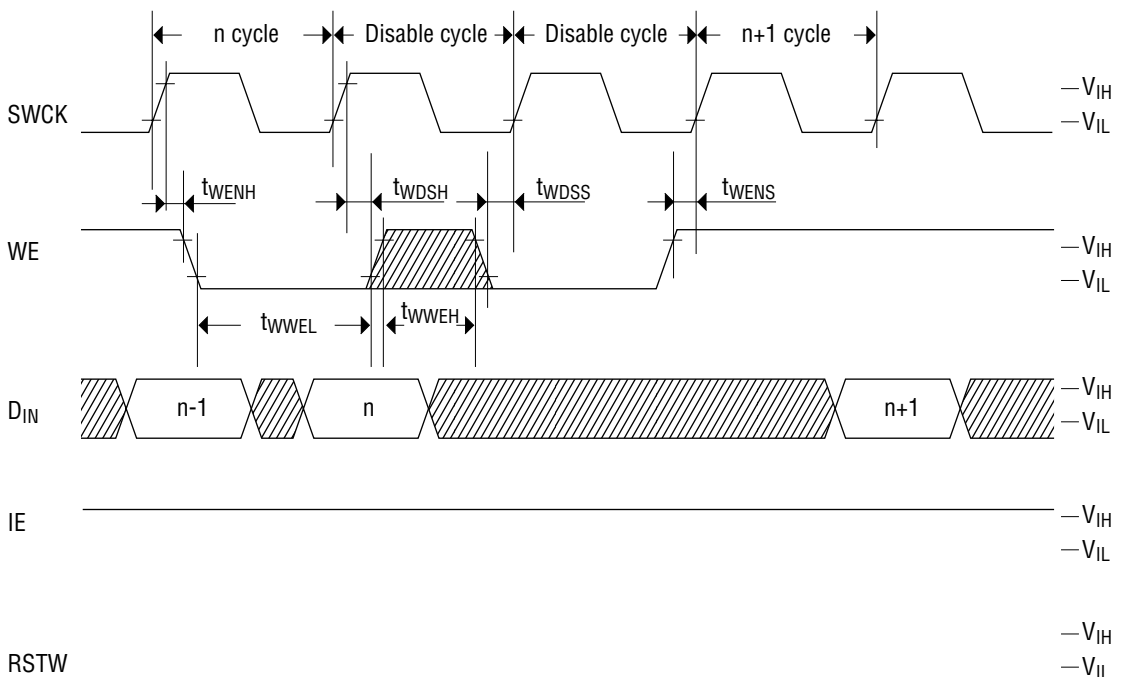 n cycle Disable cycle Disable cycle n+1 cycle
SWCK
VIH
VIL
tWENH tWDSH tWDSS tWENS
WE
VIH
VIL
tWWEL tWWEH
DIN
n-1 n n+1
VIH
VIL
IE
VIH
VIL
RSTW
VIH